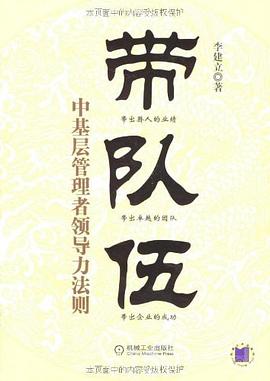 本页面中的内容受版权保护
李建立◎著
带
带出骄人的业绩
队
带出卓越的团队
伍
带出企业的成功
中基层管理者领导力法则
机械工业出版社
China Machine Press
本页面中的内容受版权保护